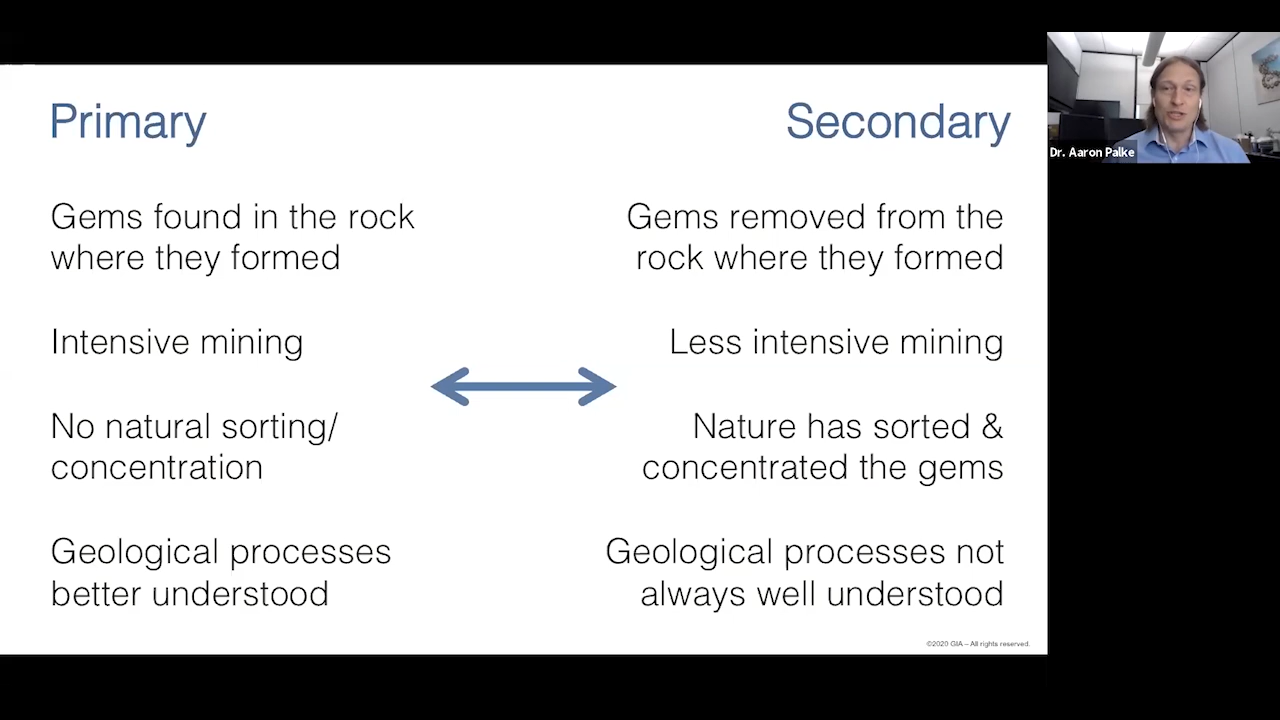 Primary
Secondary
Gems found in the rock
where they formed
Gems removed from the
rock where they formed
Intensive mining
Less intensive mining
No natural sorting/
concentration
Nature has sorted &
concentrated the gems
Geological processes
better understood
Geological processes not
always well understood
©2020 GIA – All rights reserved.
Dr. Aaron Palke